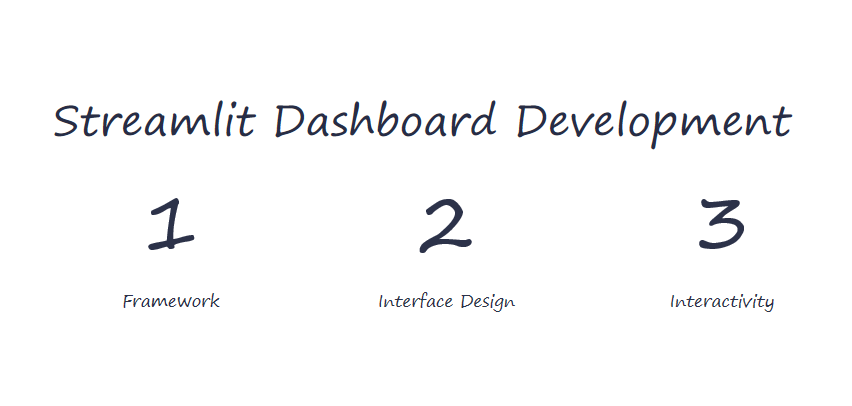 Streamlit Dashboard Development
1 2 3
Framework Interface Design Interactivity